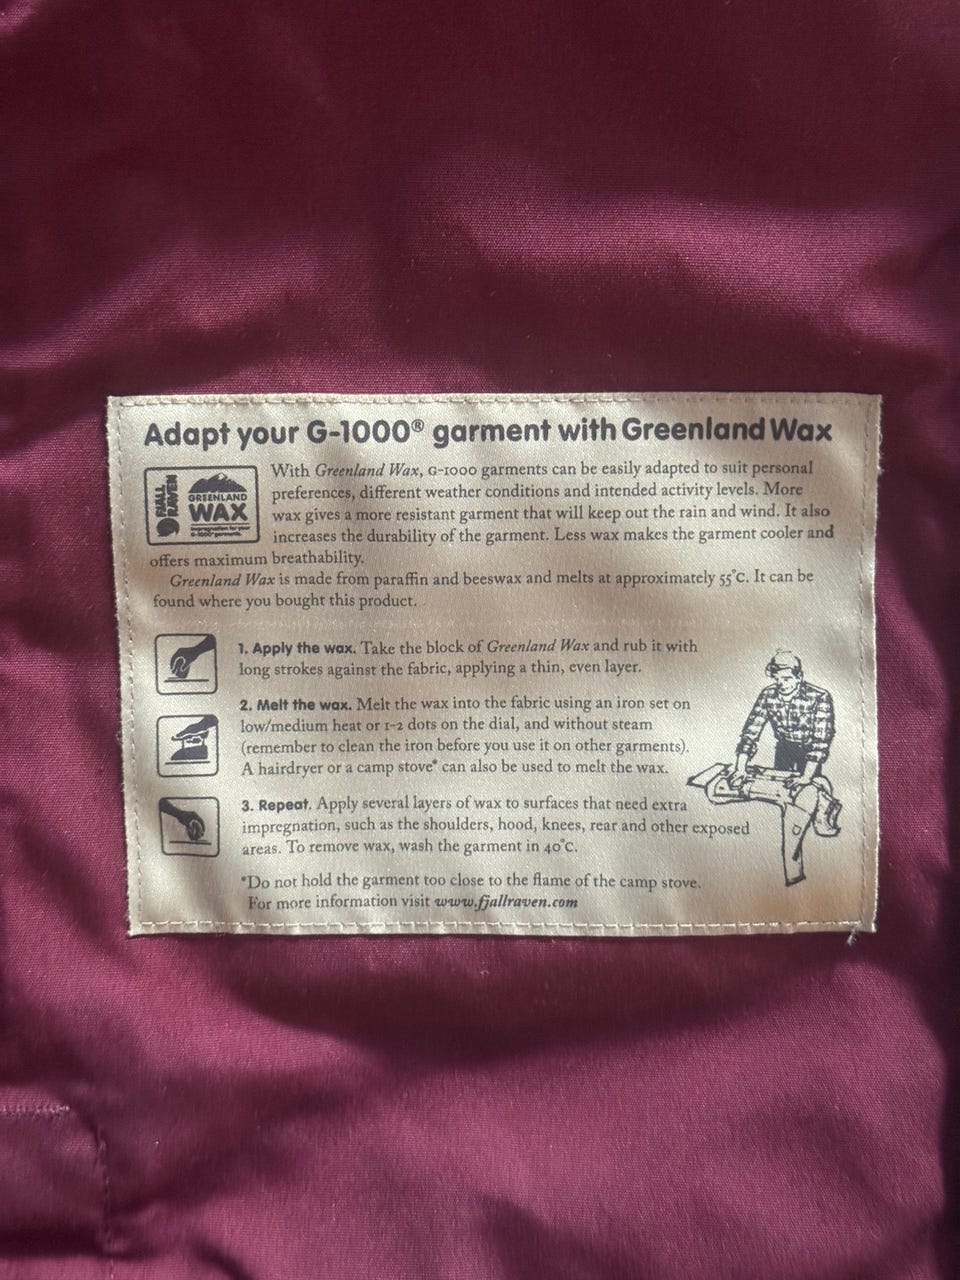 Adapt your G-1000® garment with Greenland Wax
FJÄLL
RÄVEN
GREENLAND
WAX
impregnation for your
G-1000® garments.
With Greenland Wax, G-1000 garments can be easily adapted to suit personal
preferences, different weather conditions and intended activity levels. More
wax gives a more resistant garment that will keep out the rain and wind. It also
increases the durability of the garment. Less wax makes the garment cooler and
offers maximum breathability.
Greenland Wax is made from paraffin and beeswax and melts at approximately 55°C. It can be
found where you bought this product.
1. Apply the wax. Take the block of Greenland Wax and rub it with
long strokes against the fabric, applying a thin, even layer.
2. Melt the wax. Melt the wax into the fabric using an iron set on
low/medium heat or 1-2 dots on the dial, and without steam
(remember to clean the iron before you use it on other garments).
A hairdryer or a camp stove* can also be used to melt the wax.
3. Repeat. Apply several layers of wax to surfaces that need extra
impregnation, such as the shoulders, hood, knees, rear and other exposed
areas. To remove wax, wash the garment in 40°C.
*Do not hold the garment too close to the flame of the camp stove.
For more information visit www.fjallraven.com